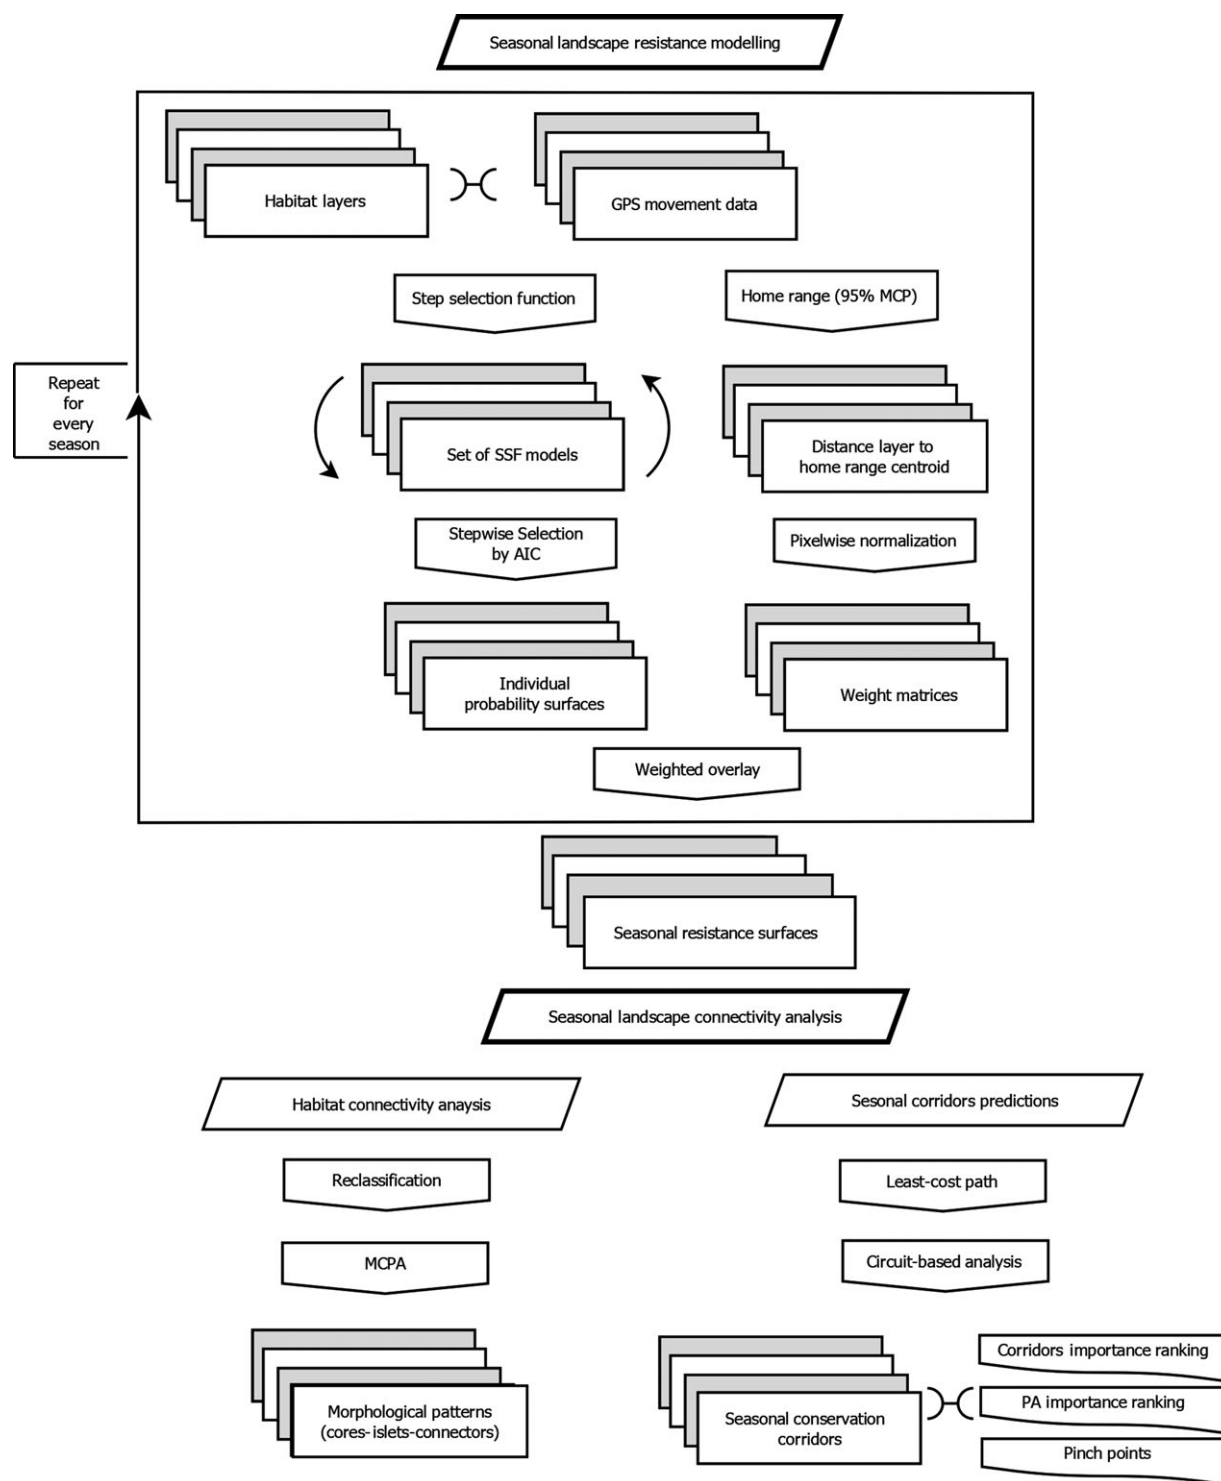 Seasonal landscape resistance modelling
Habitat layers
GPS movement data
Step selection function
Home range (95% MCP)
Repeat
for
every
season
Set of SSF models
Distance layer to
home range centroid
Stepwise Selection
by AIC
Pixelwise normalization
Individual
probability surfaces
Weight matrices
Weighted overlay
Seasonal resistance surfaces
Seasonal landscape connectivity analysis
Habitat connectivity anaysis
Sesonal corridors predictions
Reclassification
Least-cost path
MCPA
Circuit-based analysis
Morphological patterns
(cores-islets-connectors)
Seasonal conservation
corridors
Corridors importance ranking
PA importance ranking
Pinch points